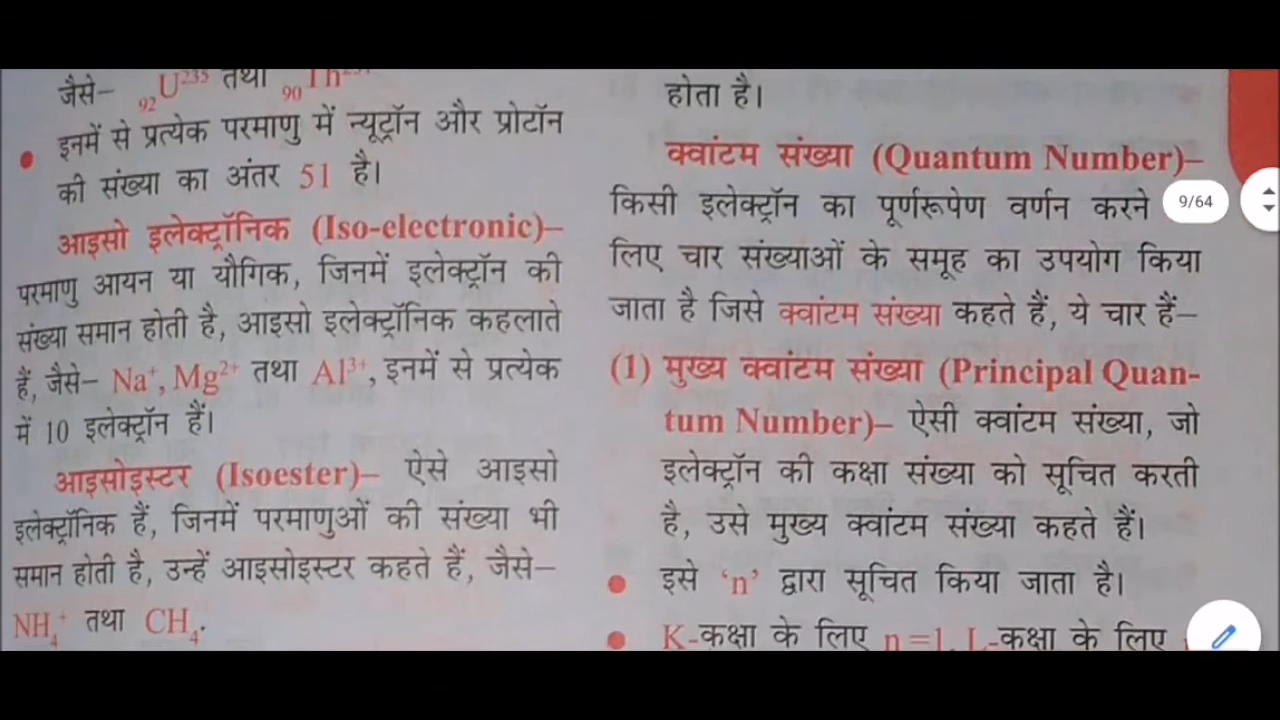 जैसे– ₉₂U²³⁵ तथा ₉₀Th
इनमें से प्रत्येक परमाणु में न्यूट्रॉन और प्रोटॉन
की संख्या का अंतर 51 है।
आइसो इलेक्ट्रॉनिक (Iso-electronic)–
परमाणु आयन या यौगिक, जिनमें इलेक्ट्रॉन की
संख्या समान होती है, आइसो इलेक्ट्रॉनिक कहलाते
हैं, जैसे– Na⁺, Mg²⁺ तथा Al³⁺, इनमें से प्रत्येक
में 10 इलेक्ट्रॉन हैं।
आइसोइस्टर (Isoester)– ऐसे आइसो
इलेक्ट्रॉनिक हैं, जिनमें परमाणुओं की संख्या भी
समान होती है, उन्हें आइसोइस्टर कहते हैं, जैसे–
NH₄⁺ तथा CH₄.
होता है।
क्वांटम संख्या (Quantum Number)–
किसी इलेक्ट्रॉन का पूर्णरूपेण वर्णन करने
लिए चार संख्याओं के समूह का उपयोग किया
जाता है जिसे क्वांटम संख्या कहते हैं, ये चार हैं–
(1) मुख्य क्वांटम संख्या (Principal Quan-
tum Number)– ऐसी क्वांटम संख्या, जो
इलेक्ट्रॉन की कक्षा संख्या को सूचित करती
है, उसे मुख्य क्वांटम संख्या कहते हैं।
इसे 'n' द्वारा सूचित किया जाता है।
K-कक्षा के लिए n=1, L-कक्षा के लिए
9/64